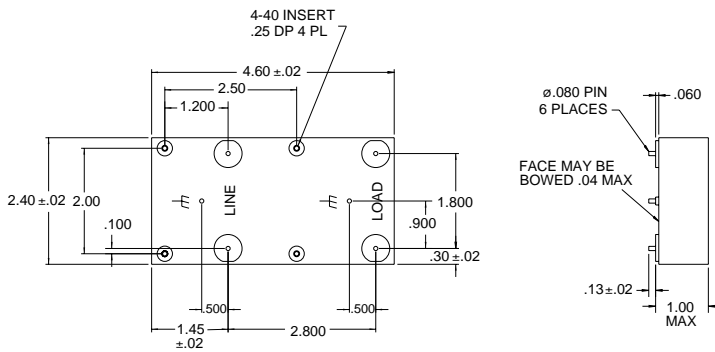 4-40 INSERT
.25 DP 4 PL
4.60 ±.02
2.50
1.200
2.40 ±.02
2.00
.100
LINE
LOAD
1.800
.900
.30 ±.02
.500
.500
1.45
±.02
2.800
ø.080 PIN
6 PLACES
.060
FACE MAY BE
BOWED .04 MAX
.13±.02
1.00
MAX